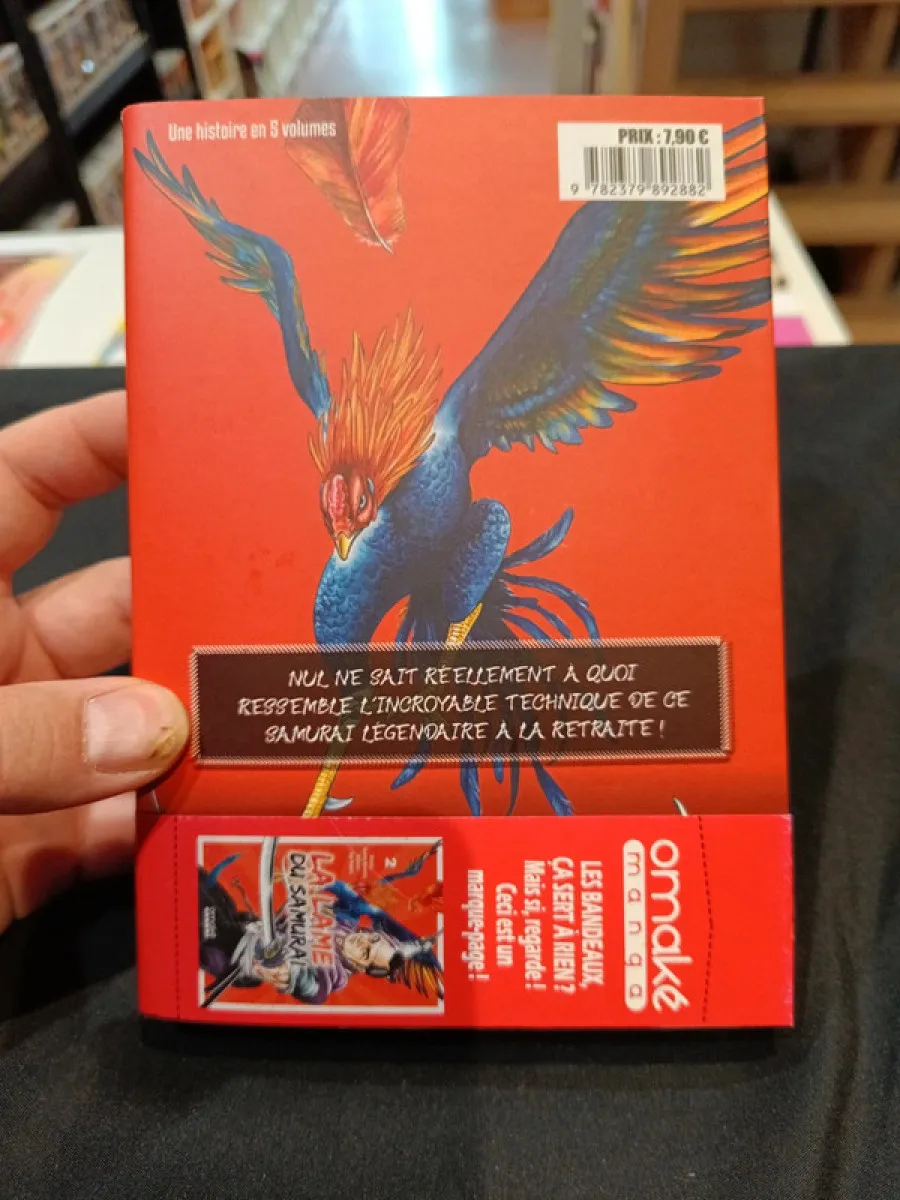 Une histoire en 5 volumes
PRIX : 7,90 €
9 782379 892882
NUL NE SAIT RÉELLEMENT À QUOI
RESSEMBLE L'INCROYABLE TECHNIQUE DE CE
SAMURAI LÉGENDAIRE À LA RETRAITE !
omaké
manga
LES BANDEAUX,
ÇA SERT À RIEN ?
Mais si, regarde !
Ceci est un
marque-page !
2
LA LAME
DU SAMURAI